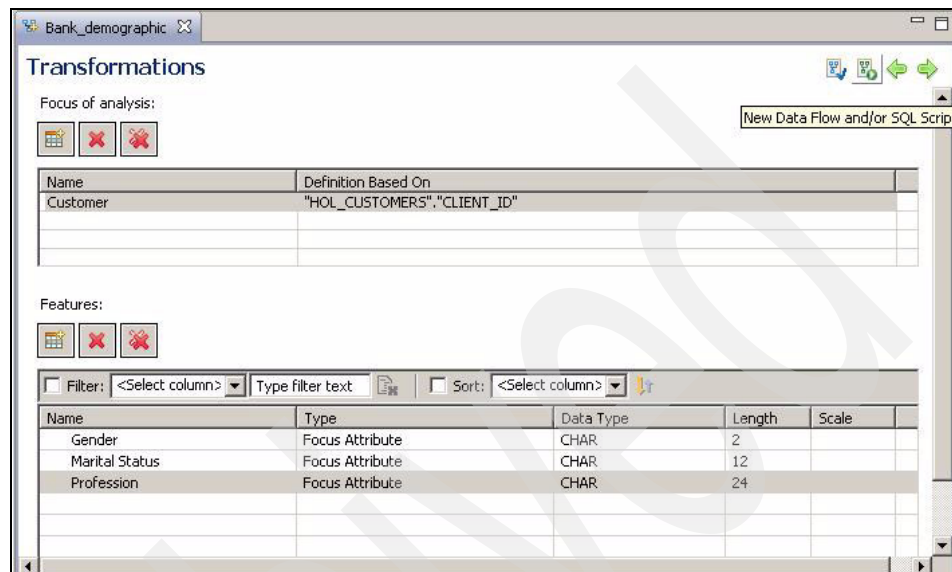 Bank_demographic
Transformations
Focus of analysis:
New Data Flow and/or SQL Scrip
Name Definition Based On
Customer "HOL_CUSTOMERS"."CLIENT_ID"
Features:
Filter: <Select column> Type filter text Sort: <Select column>
Name Type Data Type Length Scale
Gender Focus Attribute CHAR 2
Marital Status Focus Attribute CHAR 12
Profession Focus Attribute CHAR 24